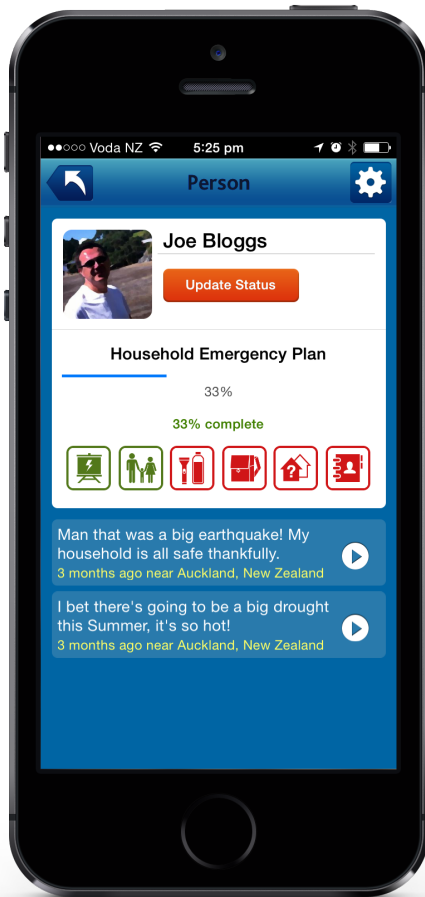 Voda NZ 5:25 pm
Person
Joe Bloggs
Update Status
Household Emergency Plan
33%
33% complete
?
Man that was a big earthquake! My
household is all safe thankfully.
3 months ago near Auckland, New Zealand
I bet there's going to be a big drought
this Summer, it's so hot!
3 months ago near Auckland, New Zealand